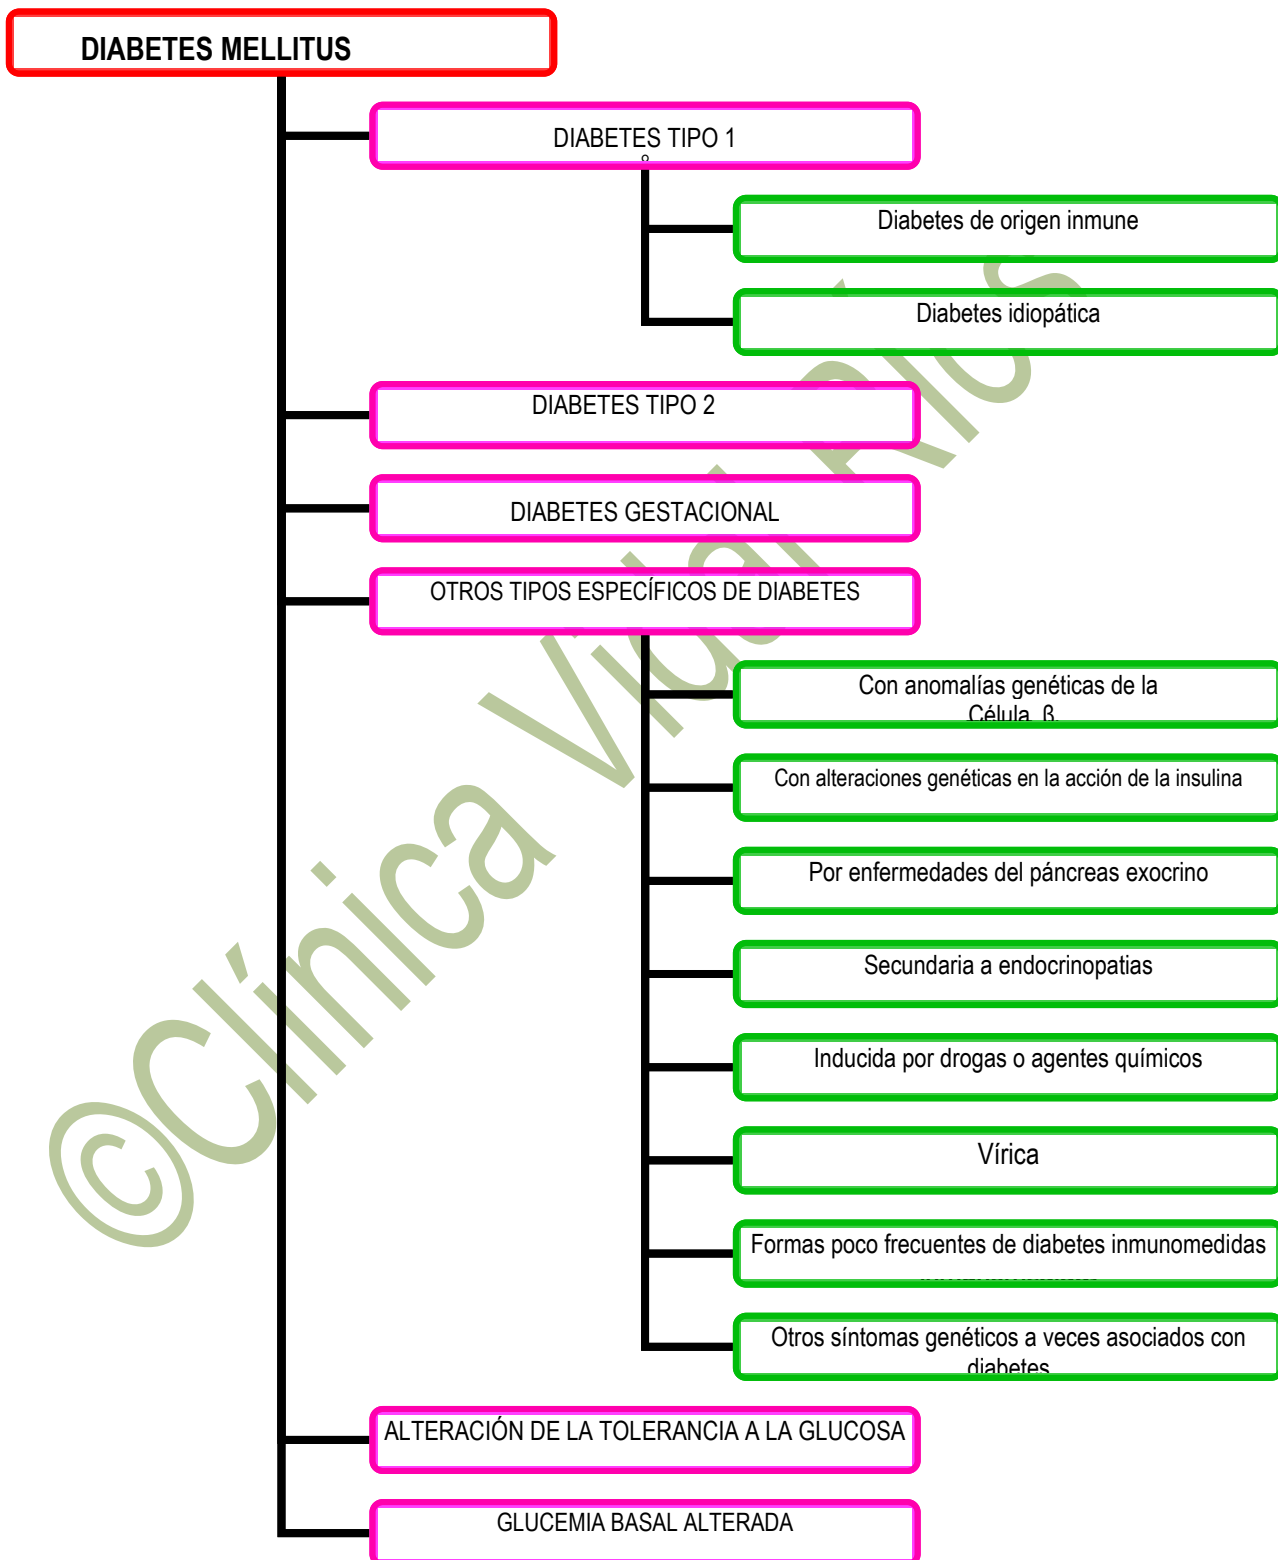 DIABETES MELLITUS
DIABETES TIPO 1
Diabetes de origen inmune
Diabetes idiopática
DIABETES TIPO 2
DIABETES GESTACIONAL
OTROS TIPOS ESPECÍFICOS DE DIABETES
Con anomalías genéticas de la
Célula ß.
Con alteraciones genéticas en la acción de la insulina
Por enfermedades del páncreas exocrino
Secundaria a endocrinopatias
Inducida por drogas o agentes químicos
Vírica
Formas poco frecuentes de diabetes inmunomedidas
Otros síntomas genéticos a veces asociados con
diabetes
ALTERACIÓN DE LA TOLERANCIA A LA GLUCOSA
GLUCEMIA BASAL ALTERADA
©Clínica Vidal Ríos